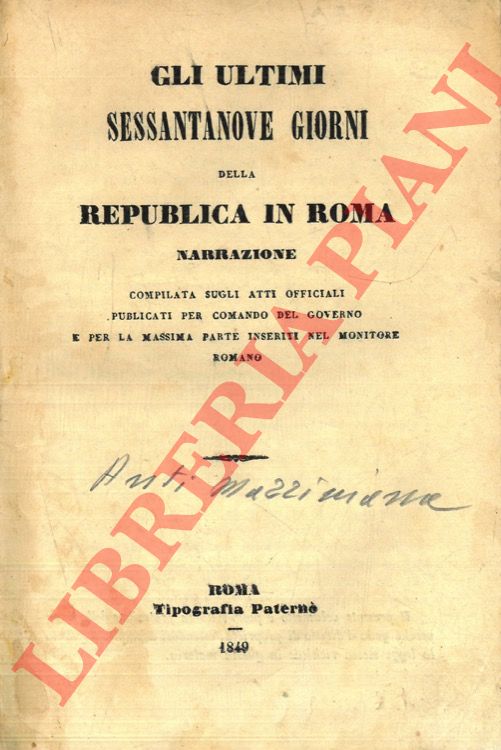 GLI ULTIMI
SESSANTANOVE GIORNI
DELLA
REPUBLICA IN ROMA
NARRAZIONE
COMPILATA SUGLI ATTI OFFICIALI
PUBLICATI PER COMANDO DEL GOVERNO
E PER LA MASSIMA PARTE INSERITI NEL MONITORE
ROMANO
Anti Mazziniana
ROMA
Tipografia Paternò
1849
LIBRERIA PIANI